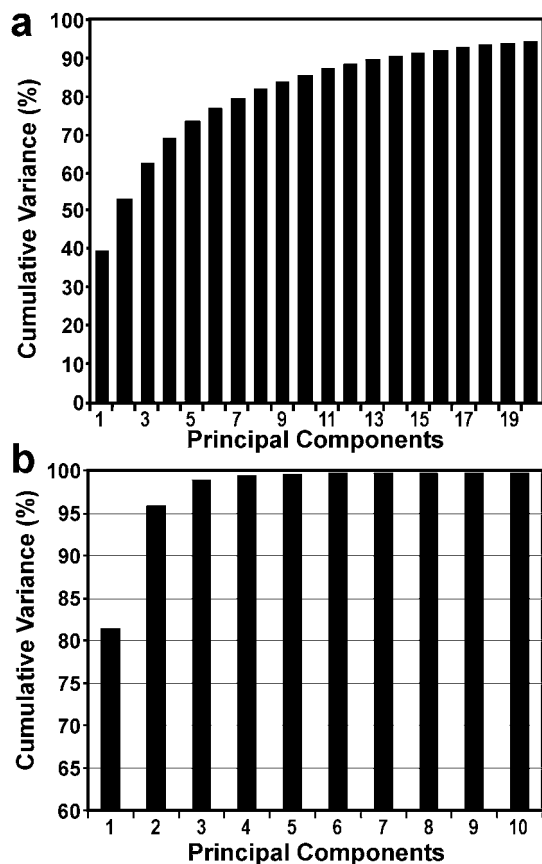 a
Cumulative Variance (%)
100
90
80
70
60
50
40
30
20
10
0
1 3 5 7 9 11 13 15 17 19
Principal Components
b
Cumulative Variance (%)
100
95
90
85
80
75
70
65
60
1 2 3 4 5 6 7 8 9 10
Principal Components